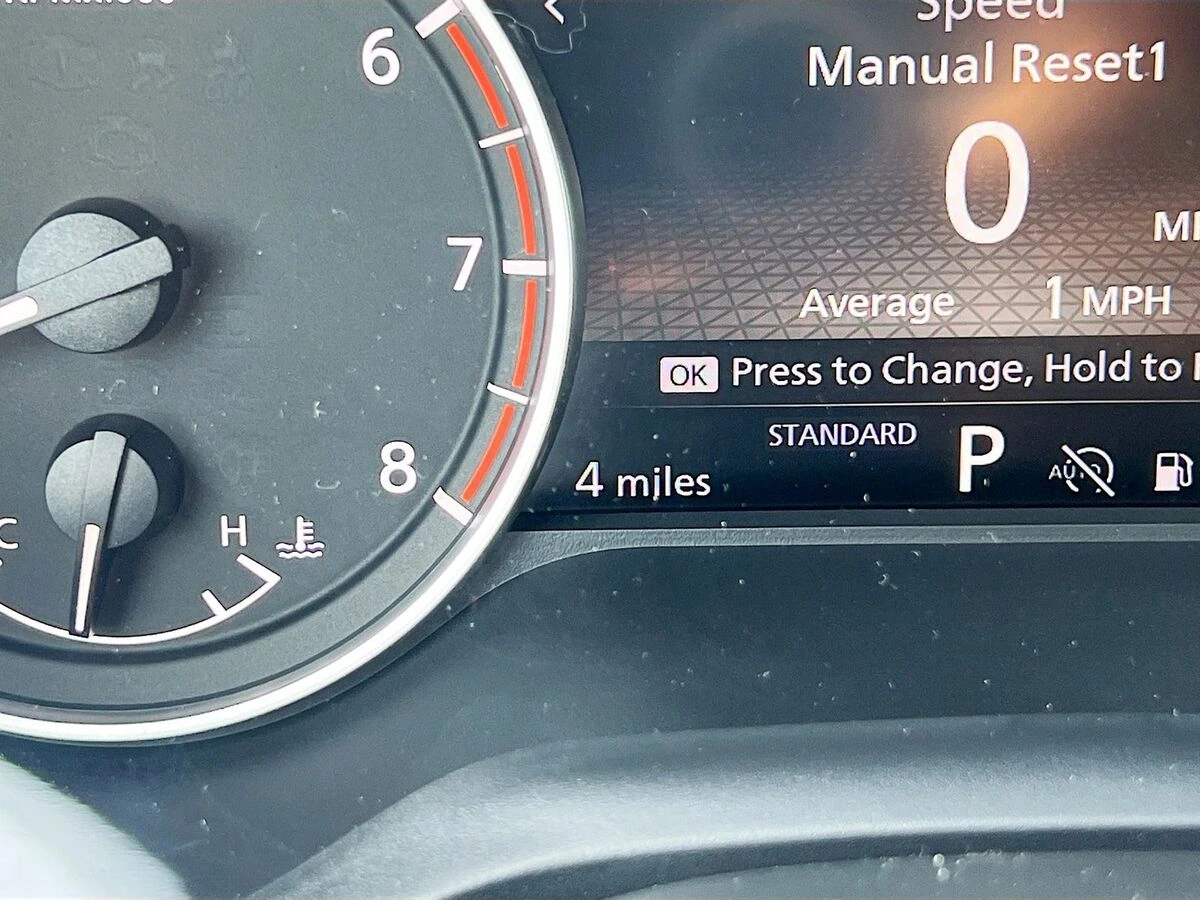 6
7
8
C
H
Speed
Manual Reset1
0
Average 1 MPH
OK Press to Change, Hold to
STANDARD
P
4 miles